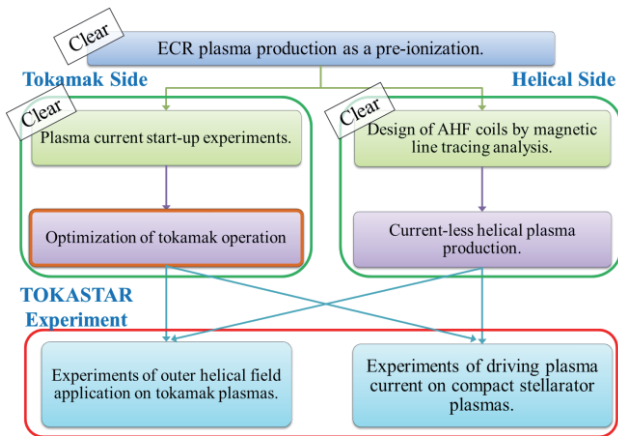 Clear
ECR plasma production as a pre-ionization.
Tokamak Side
Helical Side
Clear
Plasma current start-up experiments.
Clear
Design of AHF coils by magnetic
line tracing analysis.
Optimization of tokamak operation
Current-less helical plasma
production.
TOKASTAR
Experiment
Experiments of outer helical field
application on tokamak plasmas.
Experiments of driving plasma
current on compact stellarator
plasmas.